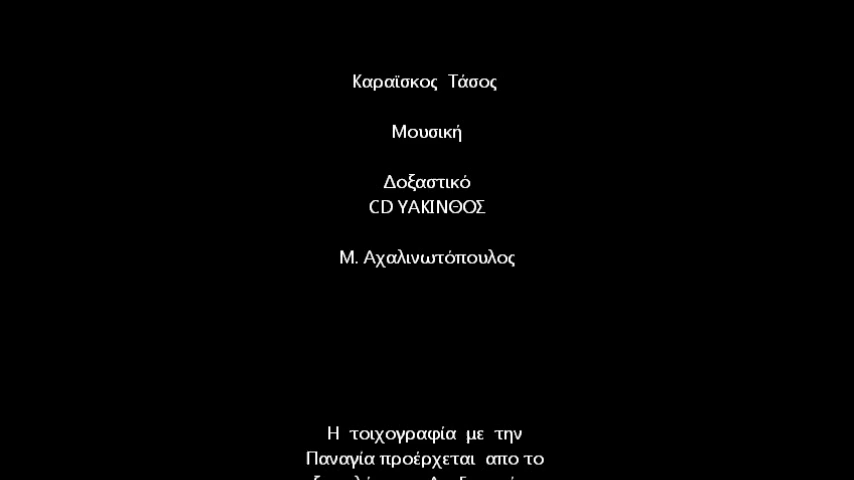 Καραϊσκος Τάσος
Μουσική
Δοξαστικό
CD ΥΑΚΙΝΘΟΣ
Μ. Αχαλινωτόπουλος
Η τοιχογραφία με την
Παναγία προέρχεται απο το